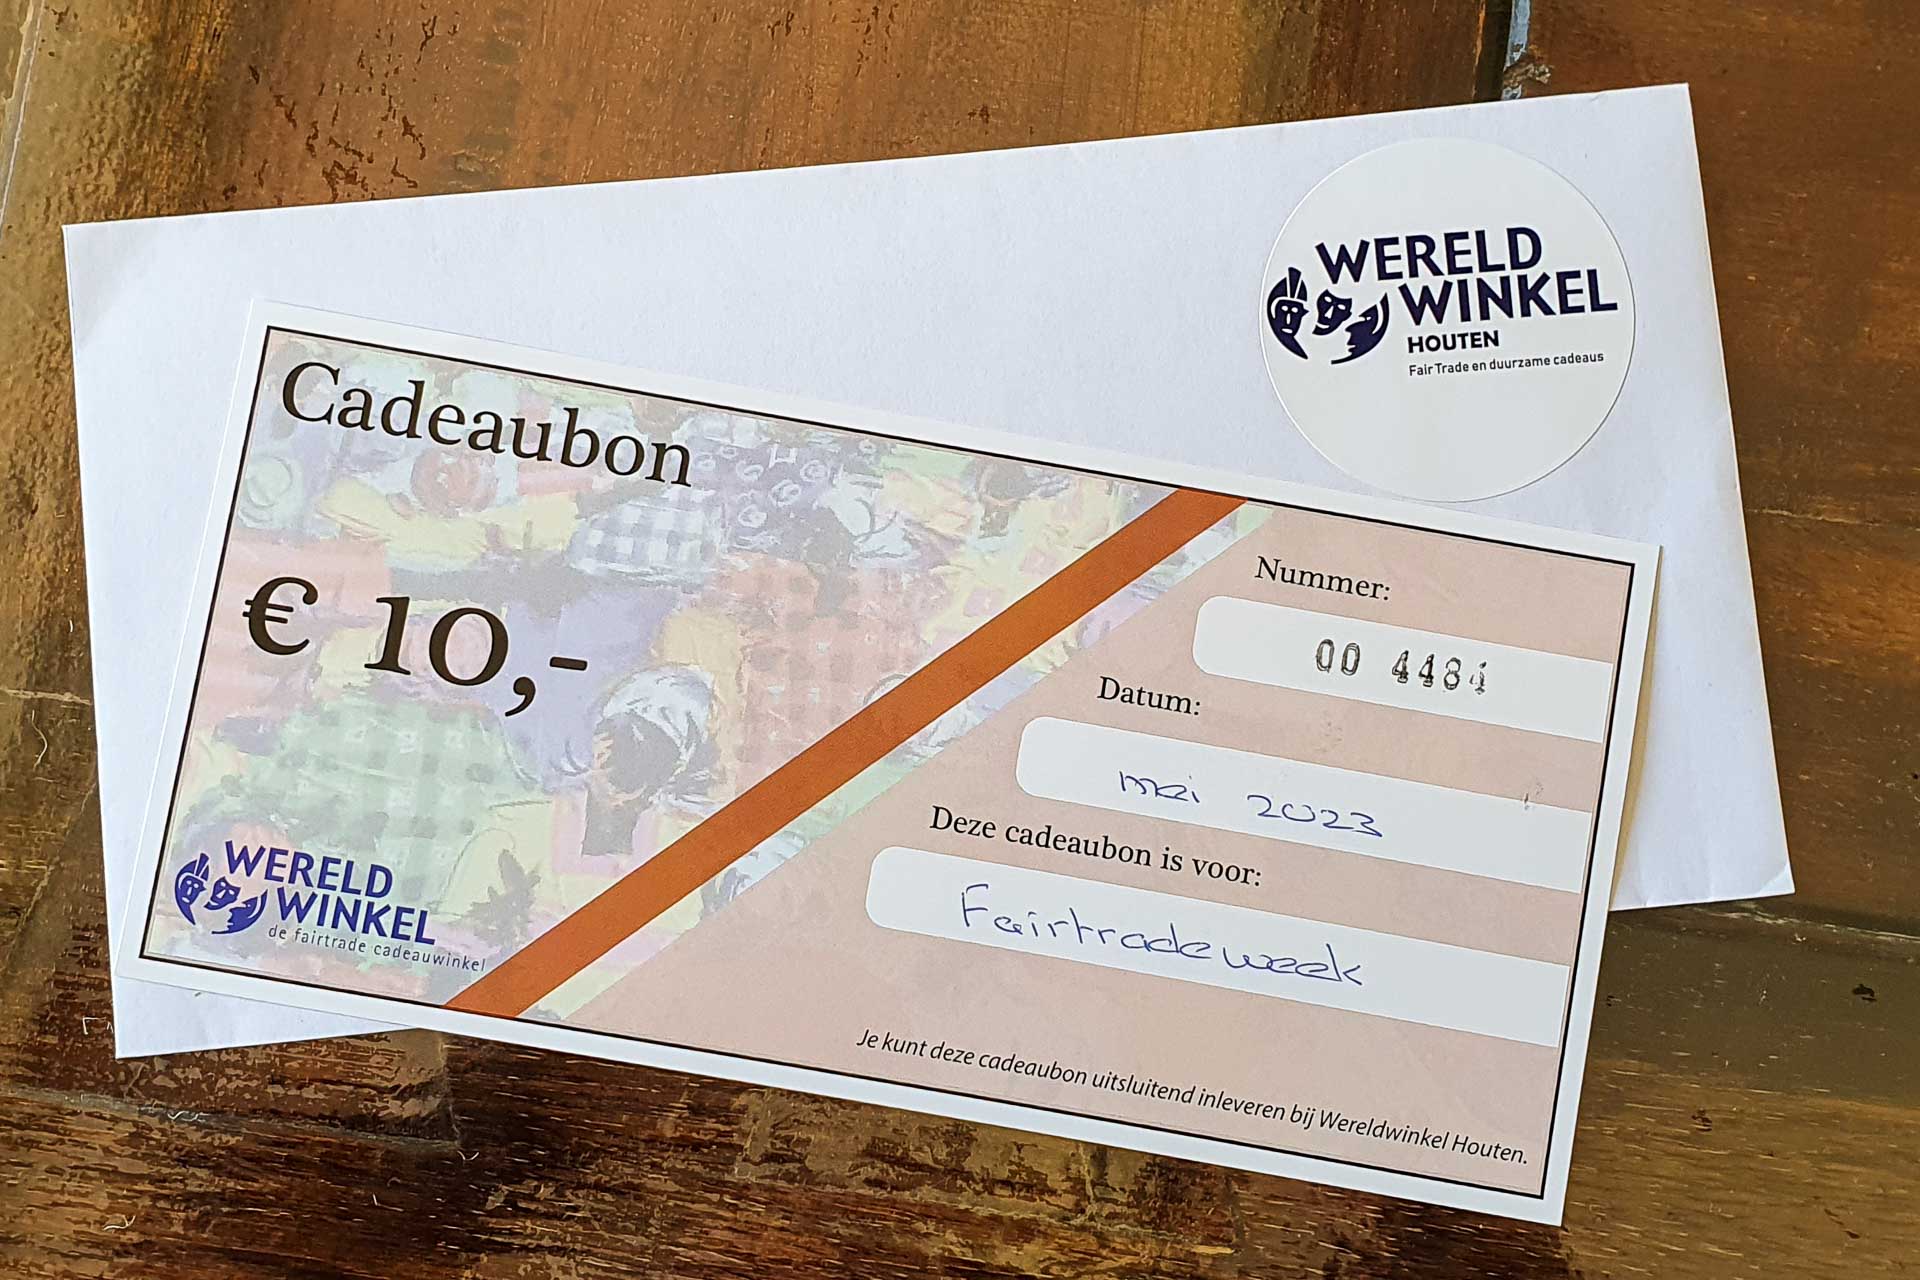 WERELD
WINKEL
HOUTEN
Fair Trade en duurzame cadeaus
Cadeaubon
€ 10,-
WERELD
WINKEL
de fairtrade cadeauwinkel
Nummer:
00 4484
Datum:
mei 2023
Deze cadeaubon is voor:
Fairtradeweek
Je kunt deze cadeaubon uitsluitend inleveren bij Wereldwinkel Houten.